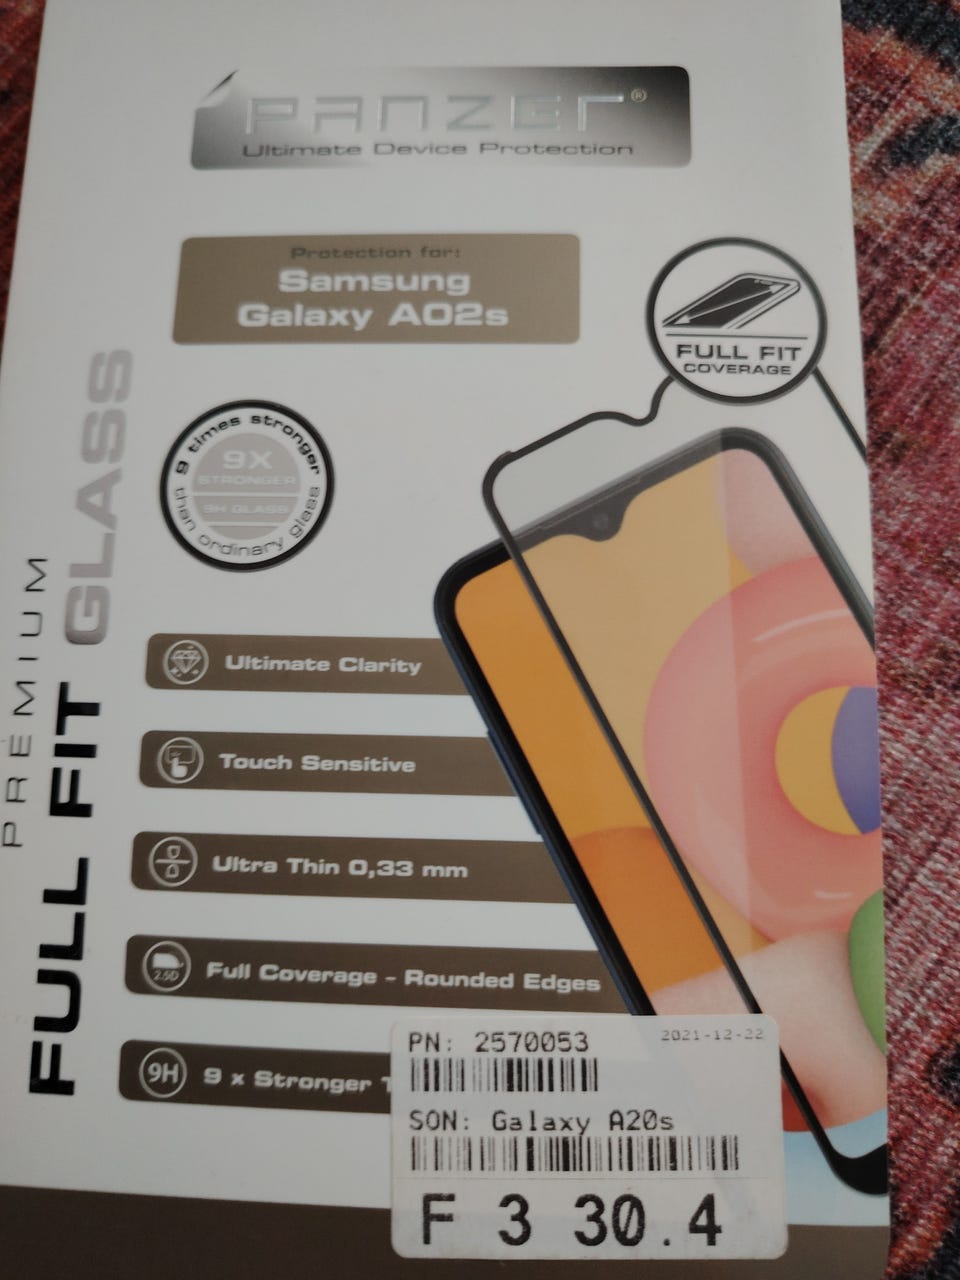 PANZER®
Ultimate Device Protection
Protection for:
Samsung
Galaxy A02s
FULL FIT
COVERAGE
9 times stronger
than ordinary glass
9X
STRONGER
9H GLASS
PREMIUM
FULL FIT GLASS
Ultimate Clarity
Touch Sensitive
Ultra Thin 0,33 mm
2.5D
Full Coverage - Rounded Edges
9H
9 x Stronger
PN: 2570053
2021-12-22
SON: Galaxy A20s
F 3 30.4